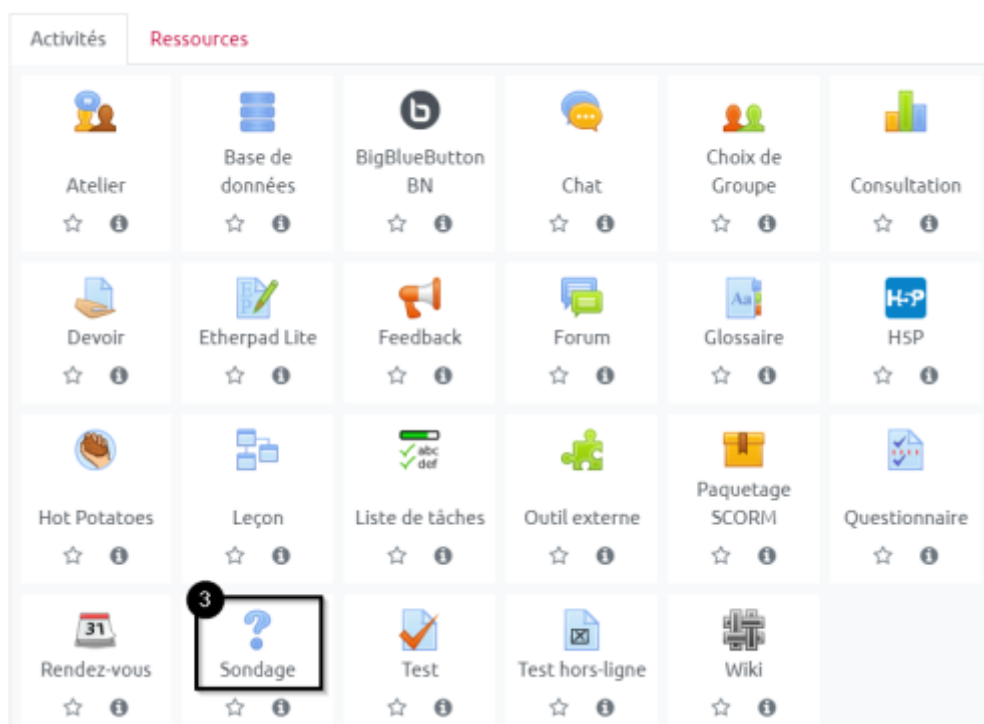 Activités Ressources
Base de BigBlueButton Choix de
Atelier données BN Chat Groupe Consultation
EP Aa H-P
Devoir Etherpad Lite Feedback Forum Glossaire H5P
abc
def
Paquetage
Hot Potatoes Leçon Liste de tâches Outil externe SCORM Questionnaire
3
31
Rendez-vous Sondage Test Test hors-ligne Wiki